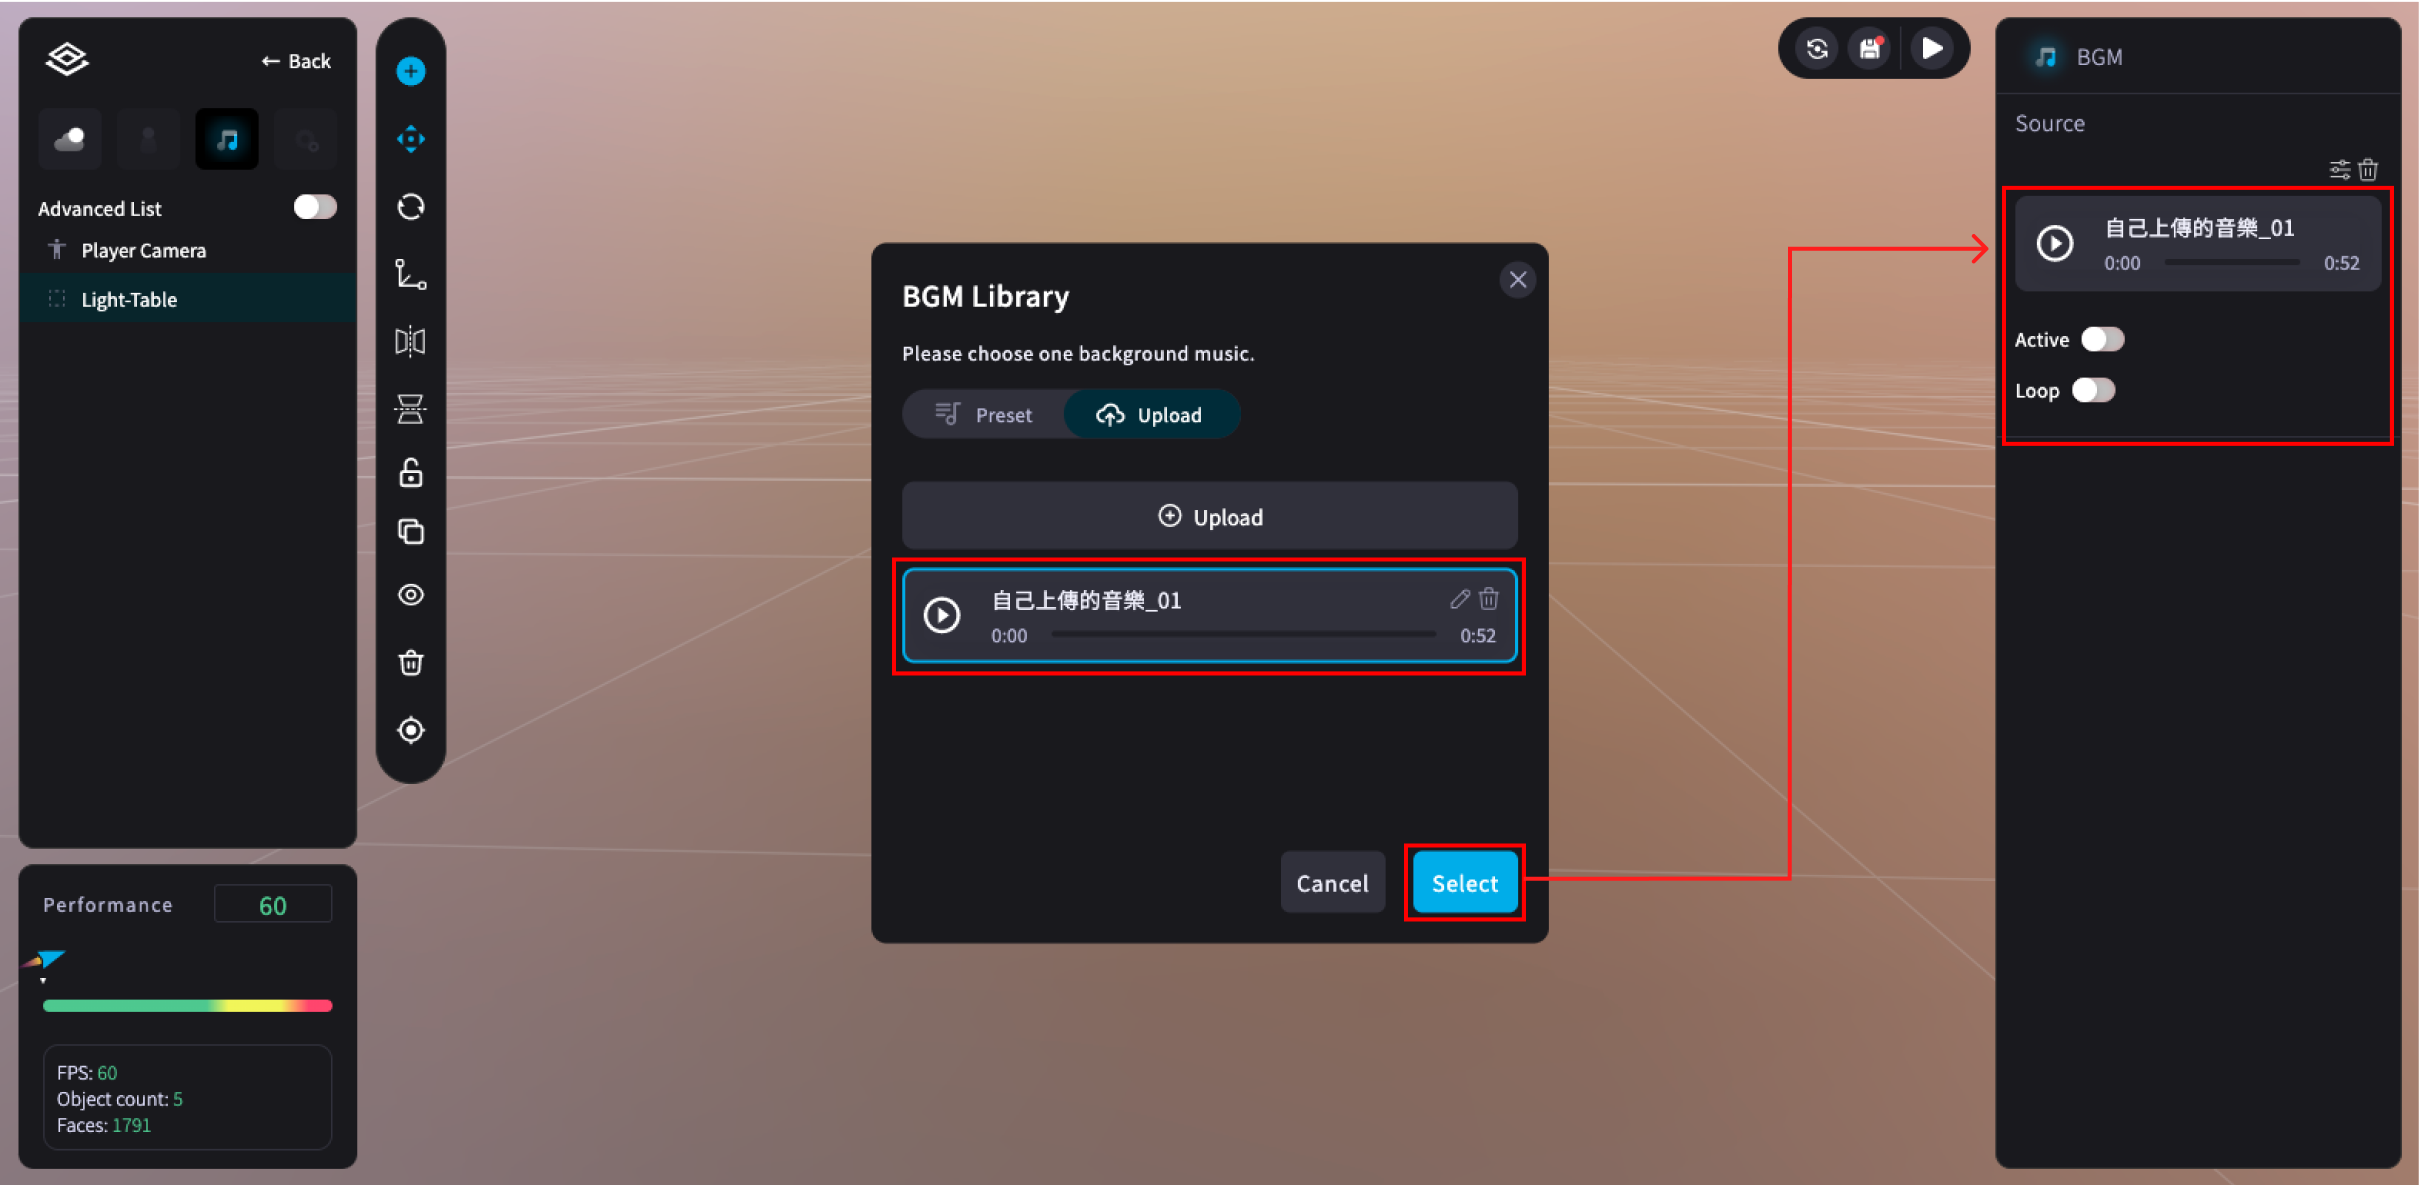 ← Back
Advanced List
Player Camera
Light-Table
Performance 60
FPS: 60
Object count: 5
Faces: 1791
BGM Library
Please choose one background music.
Preset Upload
Upload
自己上傳的音樂_01
0:00 0:52
Cancel Select
BGM
Source
自己上傳的音樂_01
0:00 0:52
Active
Loop